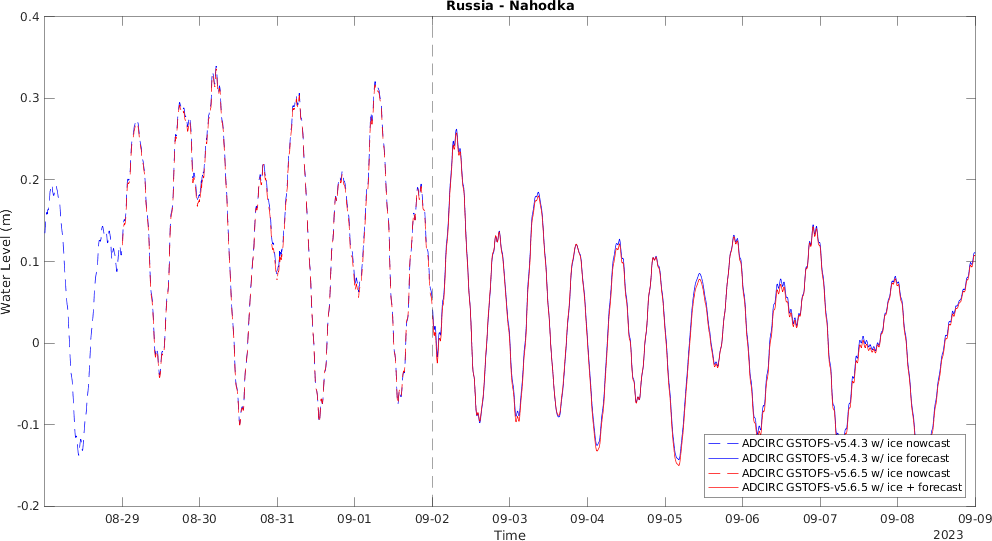 Russia - Nahodka
Water Level (m)
0.4
0.3
0.2
0.1
0
-0.1
-0.2
ADCIRC GSTOFS-v5.4.3 w/ ice nowcast
ADCIRC GSTOFS-v5.4.3 w/ ice forecast
ADCIRC GSTOFS-v5.6.5 w/ ice nowcast
ADCIRC GSTOFS-v5.6.5 w/ ice + forecast
08-29 08-30 08-31 09-01 09-02 09-03 09-04 09-05 09-06 09-07 09-08 09-09
Time
2023